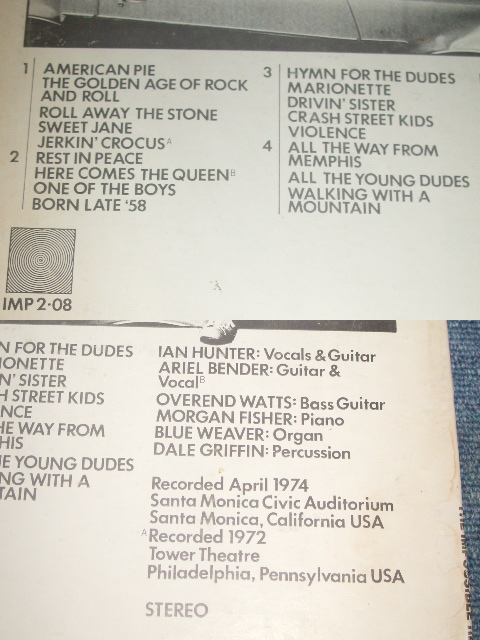 1 AMERICAN PIE
THE GOLDEN AGE OF ROCK
AND ROLL
ROLL AWAY THE STONE
SWEET JANE
JERKIN' CROCUS A
2 REST IN PEACE
HERE COMES THE QUEEN B
ONE OF THE BOYS
BORN LATE '58
3 HYMN FOR THE DUDES
MARIONETTE
DRIVIN' SISTER
CRASH STREET KIDS
VIOLENCE
4 ALL THE WAY FROM
MEMPHIS
ALL THE YOUNG DUDES
WALKING WITH A
MOUNTAIN
IMP 2·08
N FOR THE DUDES
IONETTE
N' SISTER
H STREET KIDS
NCE
HE WAY FROM
HIS
E YOUNG DUDES
NG WITH A
TAIN
IAN HUNTER: Vocals & Guitar
ARIEL BENDER: Guitar &
Vocal B
OVEREND WATTS: Bass Guitar
MORGAN FISHER: Piano
BLUE WEAVER: Organ
DALE GRIFFIN: Percussion
Recorded April 1974
Santa Monica Civic Auditorium
Santa Monica, California USA
A Recorded 1972
Tower Theatre
Philadelphia, Pennsylvania USA
STEREO